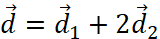 d⃗ = d⃗₁ + 2d⃗₂